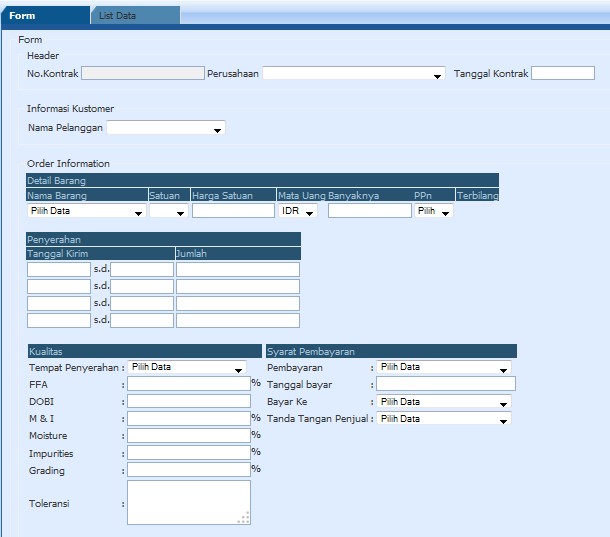 Form List Data
Form
Header
No.Kontrak Perusahaan Tanggal Kontrak
Informasi Kustomer
Nama Pelanggan
Order Information
Detail Barang
Nama Barang Satuan Harga Satuan Mata Uang Banyaknya PPn Terbilang
Pilih Data IDR Pilih
Penyerahan
Tanggal Kirim Jumlah
s.d.
s.d.
s.d.
s.d.
Kualitas Syarat Pembayaran
Tempat Penyerahan : Pilih Data Pembayaran : Pilih Data
FFA : % Tanggal bayar :
DOBI : Bayar Ke : Pilih Data
M & I : % Tanda Tangan Penjual : Pilih Data
Moisture : %
Impurities : %
Grading : %
Toleransi :